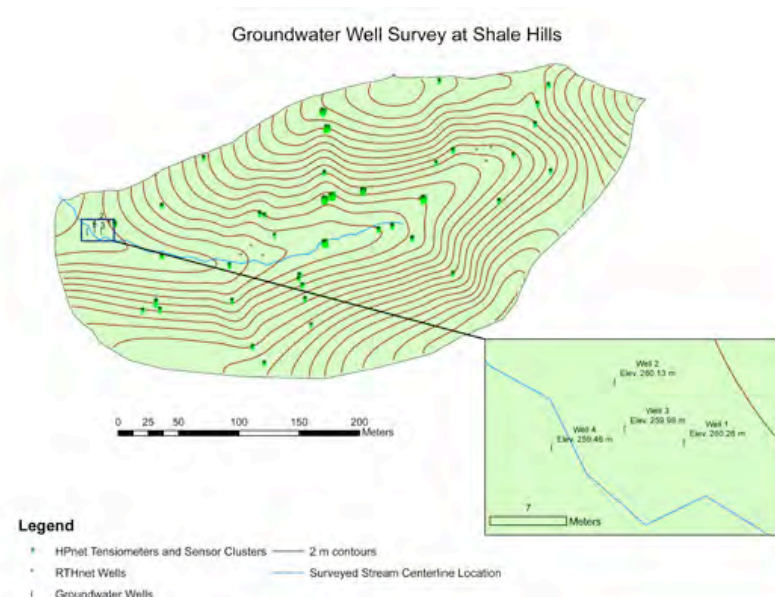 Groundwater Well Survey at Shale Hills
Well 2
Elev. 260.13 m
Well 3
Elev. 259.98 m
Well 1
Elev. 260.26 m
Well 4
Elev. 259.46 m
0 25 50 100 150 200
Meters
7
Meters
Legend
HPnet Tensiometers and Sensor Clusters
2 m contours
RTHnet Wells
Surveyed Stream Centerline Location
Groundwater Wells